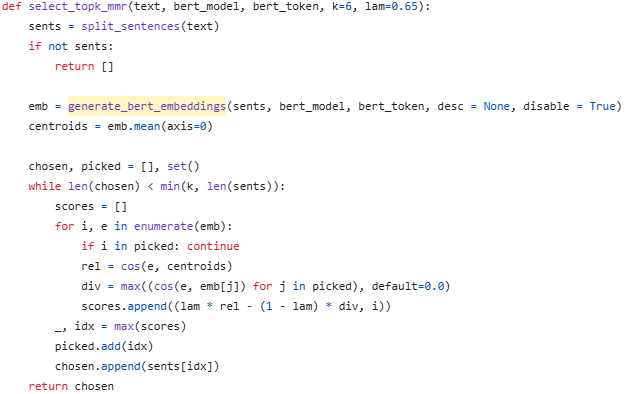 def select_topk_mmr(text, bert_model, bert_token, k=6, lam=0.65):
    sents = split_sentences(text)
    if not sents:
        return []

    emb = generate_bert_embeddings(sents, bert_model, bert_token, desc = None, disable = True)
    centroids = emb.mean(axis=0)

    chosen, picked = [], set()
    while len(chosen) < min(k, len(sents)):
        scores = []
        for i, e in enumerate(emb):
            if i in picked: continue
            rel = cos(e, centroids)
            div = max((cos(e, emb[j]) for j in picked), default=0.0)
            scores.append((lam * rel - (1 - lam) * div, i))
        _, idx = max(scores)
        picked.add(idx)
        chosen.append(sents[idx])
    return chosen